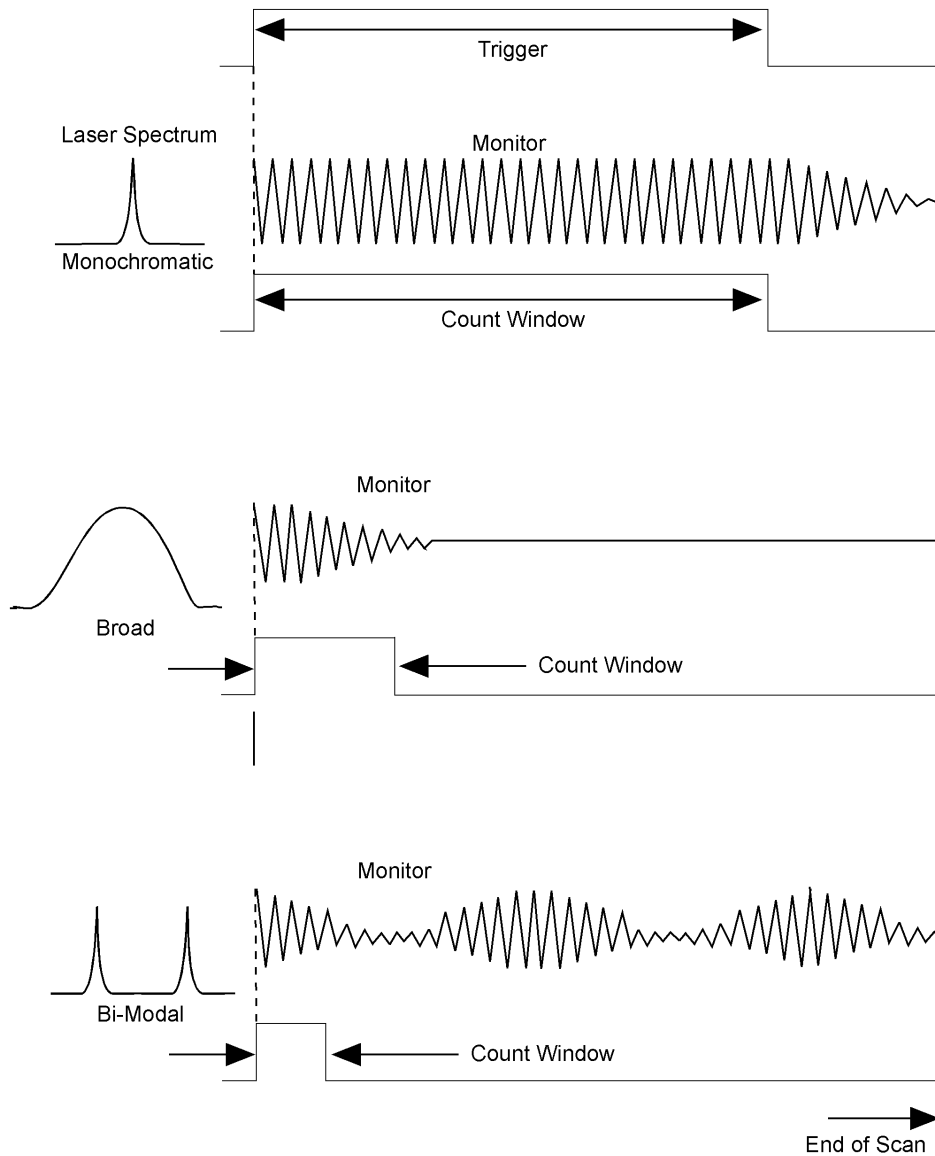 Trigger
Laser Spectrum
Monitor
Monochromatic
Count Window
Monitor
Broad
Count Window
Monitor
Bi-Modal
Count Window
End of Scan